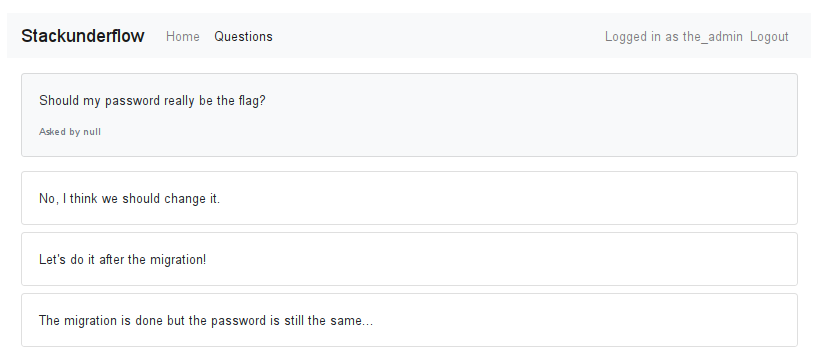 Stackunderflow Home Questions Logged in as the_admin Logout
Should my password really be the flag?
Asked by null
No, I think we should change it.
Let's do it after the migration!
The migration is done but the password is still the same...